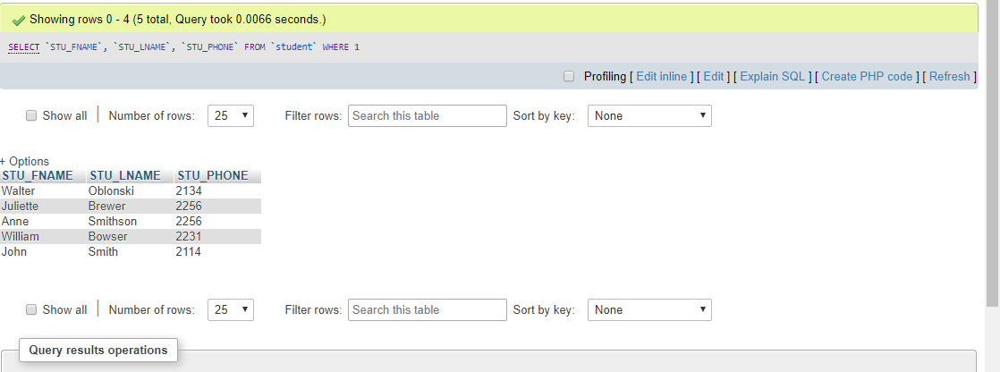 Showing rows 0 - 4 (5 total, Query took 0.0066 seconds.)
SELECT `STU_FNAME`, `STU_LNAME`, `STU_PHONE` FROM `student` WHERE 1
Profiling [ Edit inline ] [ Edit ] [ Explain SQL ] [ Create PHP code ] [ Refresh ]
Show all | Number of rows: 25 Filter rows: Search this table Sort by key: None
+ Options
STU_FNAME STU_LNAME STU_PHONE
Walter Oblonski 2134
Juliette Brewer 2256
Anne Smithson 2256
William Bowser 2231
John Smith 2114
Show all | Number of rows: 25 Filter rows: Search this table Sort by key: None
Query results operations